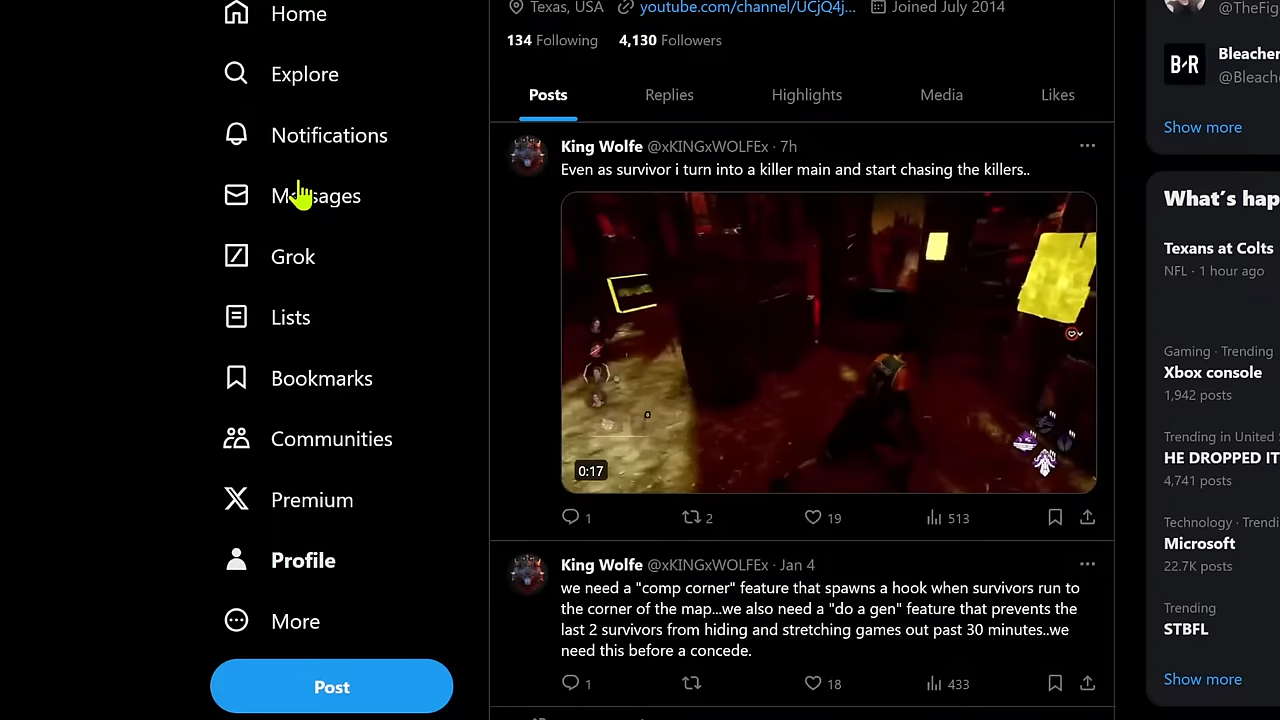 Home
Explore
Notifications
Messages
Grok
Lists
Bookmarks
Communities
Premium
Profile
More
Post
Texas, USA youtube.com/channel/UCjQ4j... Joined July 2014
134 Following 4,130 Followers
Posts Replies Highlights Media Likes
King Wolfe @xKINGxWOLFEx · 7h
Even as survivor i turn into a killer main and start chasing the killers..
0:17
1 2 19 513
King Wolfe @xKINGxWOLFEx · Jan 4
we need a "comp corner" feature that spawns a hook when survivors run to
the corner of the map...we also need a "do a gen" feature that prevents the
last 2 survivors from hiding and stretching games out past 30 minutes..we
need this before a concede.
1 18 433
@TheFig
B/R
Bleacher
@Bleach
Show more
What's hap
Texans at Colts
NFL · 1 hour ago
Gaming · Trending
Xbox console
1,942 posts
Trending in United
HE DROPPED IT
4,741 posts
Technology · Trendi
Microsoft
22.7K posts
Trending
STBFL
Show more